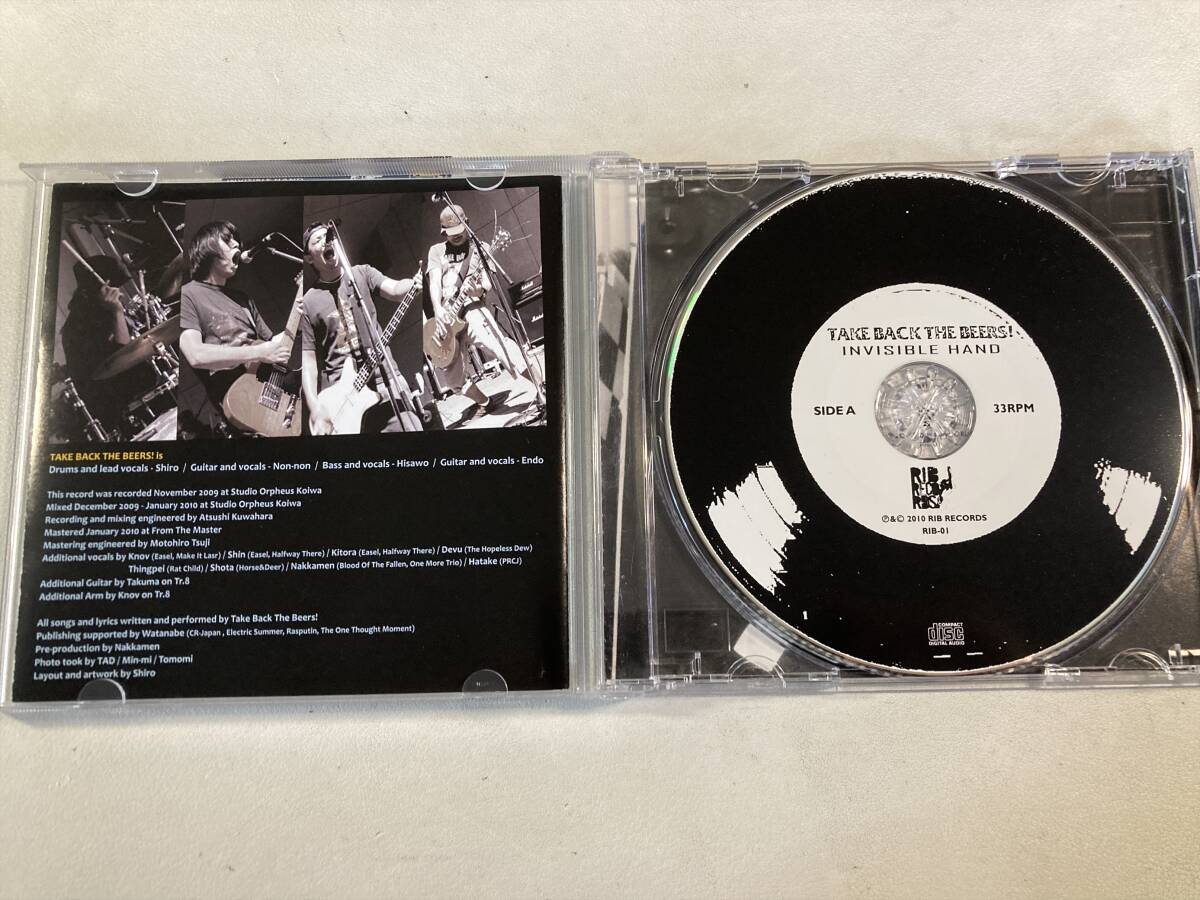 TAKE BACK THE BEERS! is
Drums and lead vocals - Shiro / Guitar and vocals - Non-non / Bass and vocals - Hisawo / Guitar and vocals - Endo
This record was recorded November 2009 at Studio Orpheus Koiwa
Mixed December 2009 - January 2010 at Studio Orpheus Koiwa
Recording and mixing engineered by Atsushi Kuwahara
Mastered January 2010 at From The Master
Mastering engineered by Motohiro Tsuji
Additional vocals by Knov (Easel, Make It Lasr) / Shin (Easel, Halfway There) / Kitora (Easel, Halfway There) / Devu (The Hopeless Dew)
Thingpei (Rat Child) / Shota (Horse&Deer) / Nakkamen (Blood Of The Fallen, One More Trio) / Hatake (PRCJ)
Additional Guitar by Takuma on Tr.8
Additional Arm by Knov on Tr.8
All songs and lyrics written and performed by Take Back The Beers!
Publishing supported by Watanabe (CR-Japan , Electric Summer, Rasputin, The One Thought Moment)
Pre-production by Nakkamen
Photo took by TAD / Min-mi / Tomomi
Layout and artwork by Shiro
TAKE BACK THE BEERS!
INVISIBLE HAND
SIDE A
33RPM
RIB
RECO
RDS
℗&© 2010 RIB RECORDS
RIB-01
1
COMPACT
disc
DIGITAL AUDIO